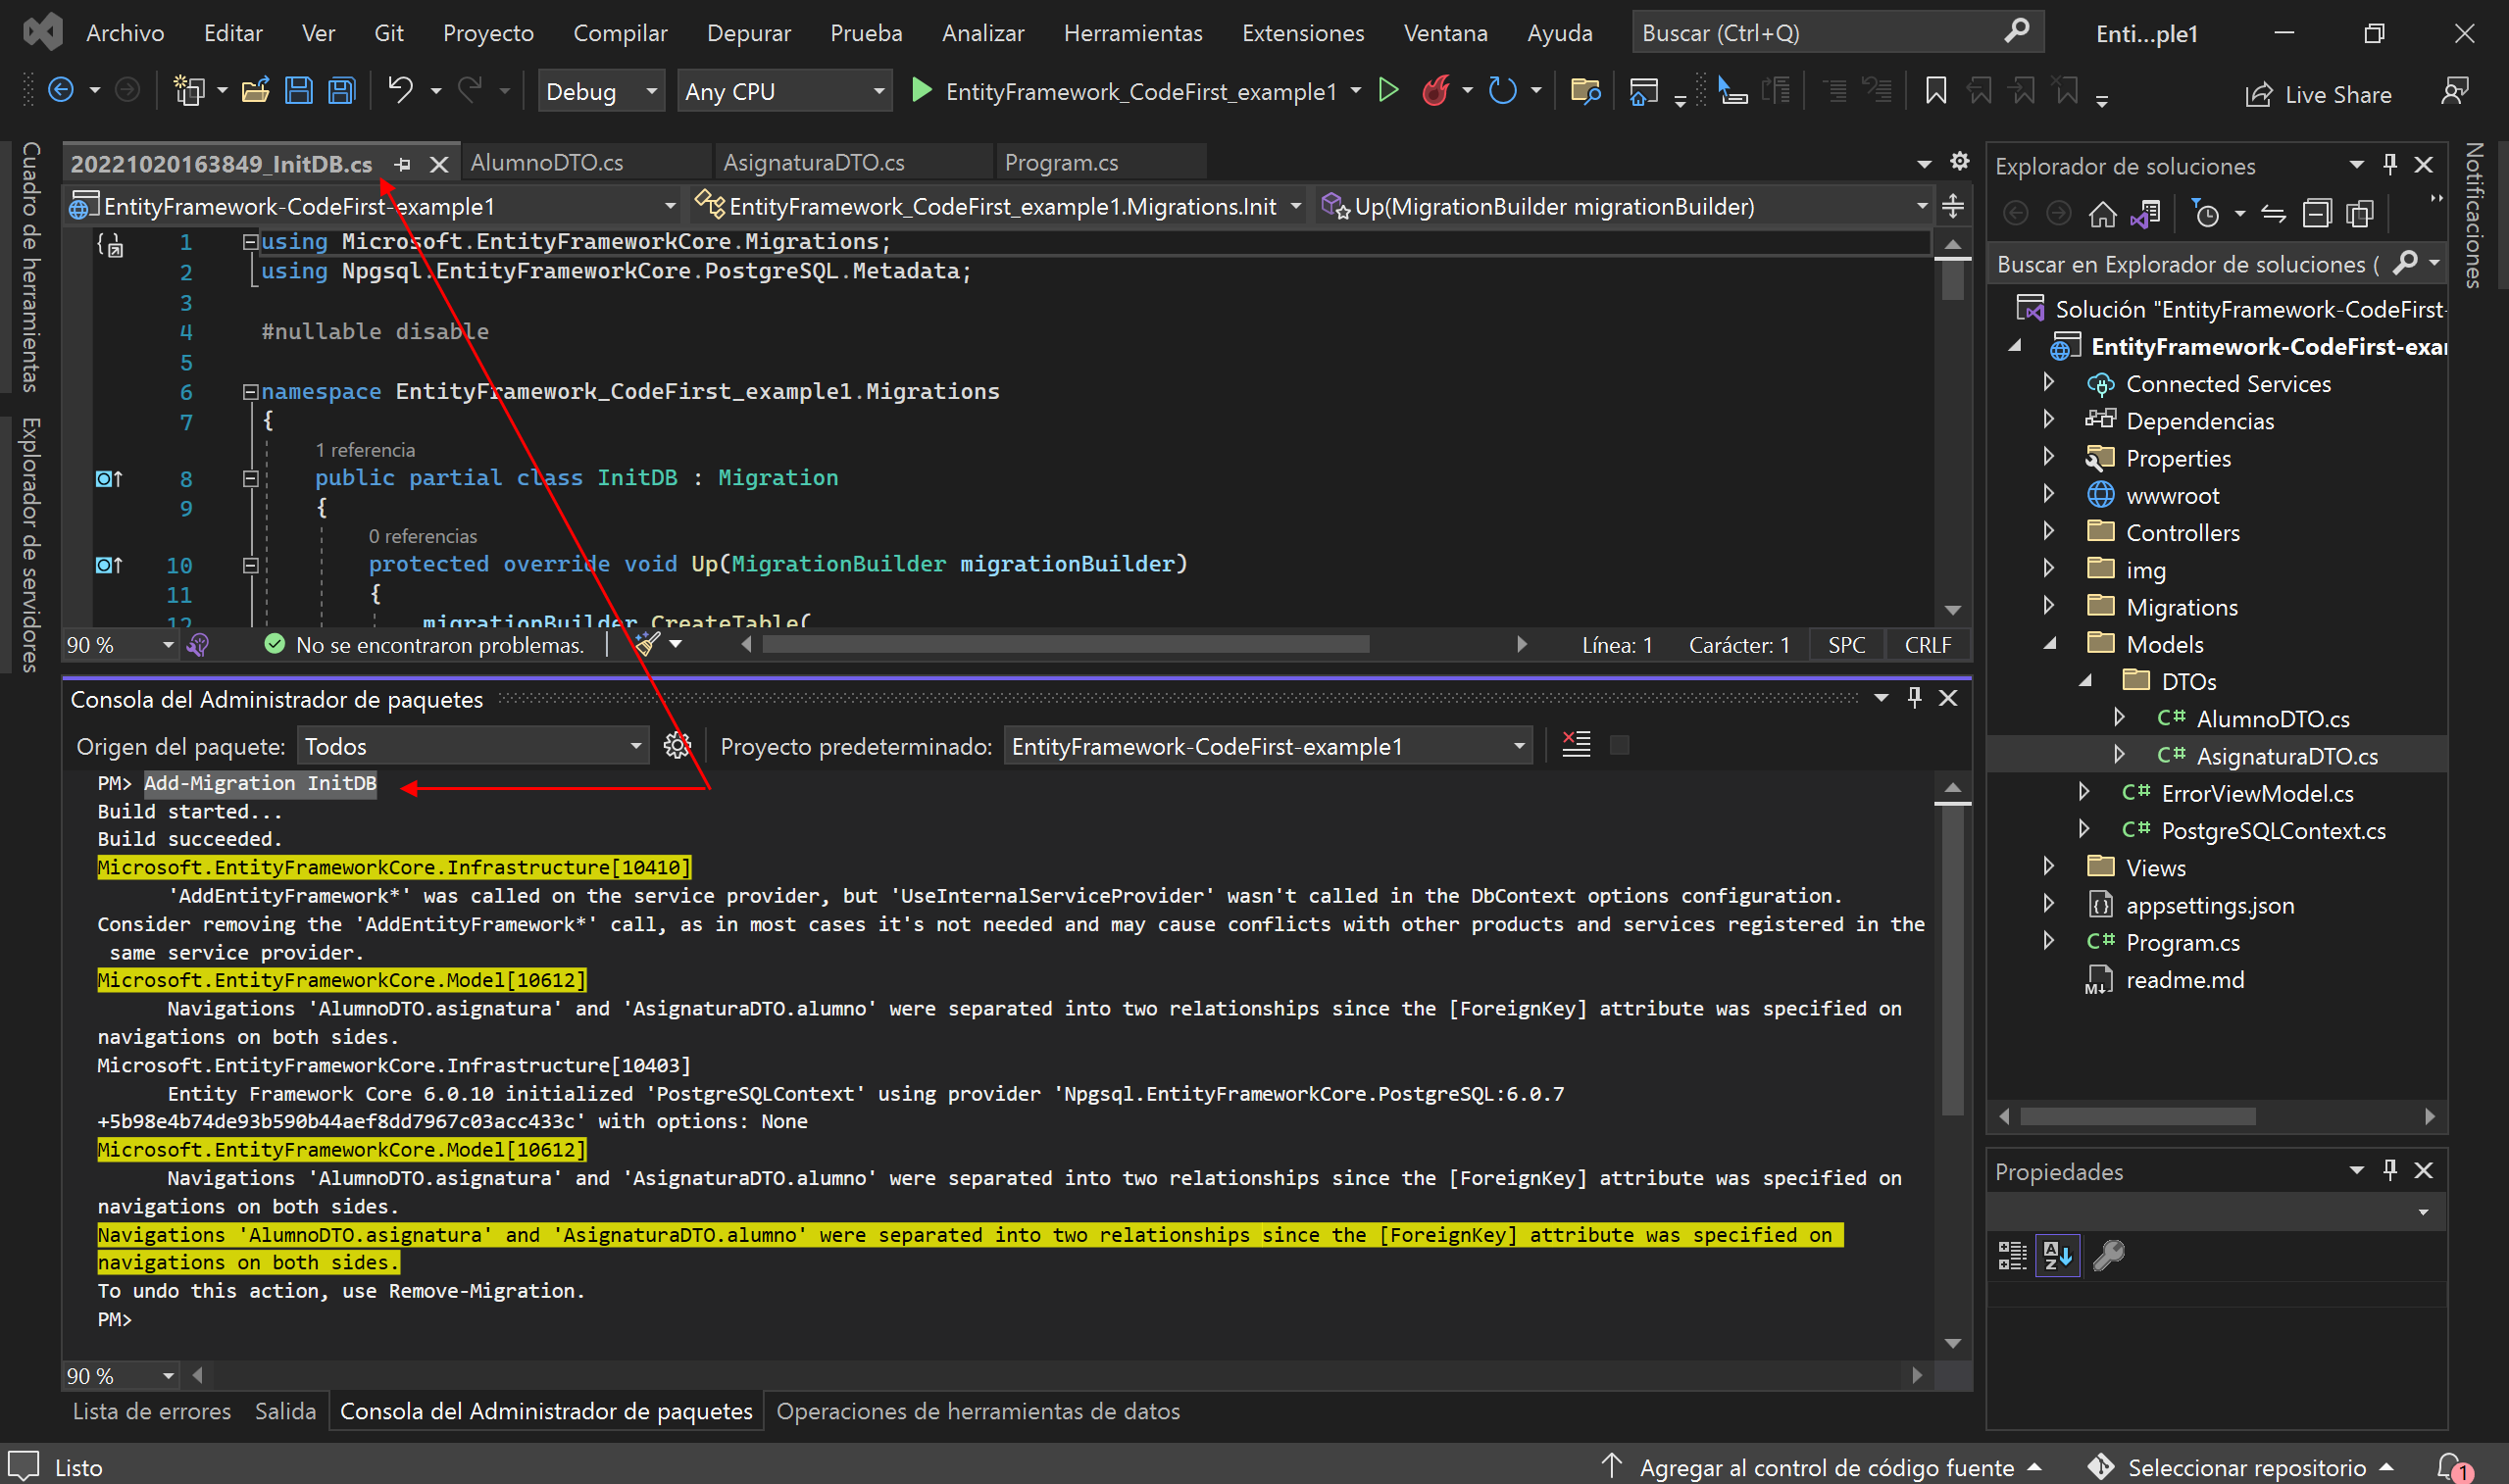 Archivo Editar Ver Git Proyecto Compilar Depurar Prueba Analizar Herramientas Extensiones Ventana Ayuda Buscar (Ctrl+Q) Enti...ple1
Debug Any CPU EntityFramework_CodeFirst_example1 Live Share
Cuadro de herramientas
Explorador de servidores
20221020163849_InitDB.cs AlumnoDTO.cs AsignaturaDTO.cs Program.cs
EntityFramework-CodeFirst-example1 EntityFramework_CodeFirst_example1.Migrations.Init Up(MigrationBuilder migrationBuilder)
1 using Microsoft.EntityFrameworkCore.Migrations;
2 using Npgsql.EntityFrameworkCore.PostgreSQL.Metadata;
3
4 #nullable disable
5
6 namespace EntityFramework_CodeFirst_example1.Migrations
7 {
1 referencia
8 public partial class InitDB : Migration
9 {
0 referencias
10 protected override void Up(MigrationBuilder migrationBuilder)
11 {
12 migrationBuilder.CreateTable(
90 % No se encontraron problemas. Línea: 1 Carácter: 1 SPC CRLF
Consola del Administrador de paquetes
Origen del paquete: Todos Proyecto predeterminado: EntityFramework-CodeFirst-example1
PM> Add-Migration InitDB
Build started...
Build succeeded.
Microsoft.EntityFrameworkCore.Infrastructure[10410]
'AddEntityFramework*' was called on the service provider, but 'UseInternalServiceProvider' wasn't called in the DbContext options configuration.
Consider removing the 'AddEntityFramework*' call, as in most cases it's not needed and may cause conflicts with other products and services registered in the
same service provider.
Microsoft.EntityFrameworkCore.Model[10612]
Navigations 'AlumnoDTO.asignatura' and 'AsignaturaDTO.alumno' were separated into two relationships since the [ForeignKey] attribute was specified on
navigations on both sides.
Microsoft.EntityFrameworkCore.Infrastructure[10403]
Entity Framework Core 6.0.10 initialized 'PostgreSQLContext' using provider 'Npgsql.EntityFrameworkCore.PostgreSQL:6.0.7
+5b98e4b74de93b590b44aef8dd7967c03acc433c' with options: None
Microsoft.EntityFrameworkCore.Model[10612]
Navigations 'AlumnoDTO.asignatura' and 'AsignaturaDTO.alumno' were separated into two relationships since the [ForeignKey] attribute was specified on
navigations on both sides.
Navigations 'AlumnoDTO.asignatura' and 'AsignaturaDTO.alumno' were separated into two relationships since the [ForeignKey] attribute was specified on
navigations on both sides.
To undo this action, use Remove-Migration.
PM>
90 %
Lista de errores Salida Consola del Administrador de paquetes Operaciones de herramientas de datos
Explorador de soluciones
Buscar en Explorador de soluciones (
Solución "EntityFramework-CodeFirst-
EntityFramework-CodeFirst-exa
Connected Services
Dependencias
Properties
wwwroot
Controllers
img
Migrations
Models
DTOs
C# AlumnoDTO.cs
C# AsignaturaDTO.cs
C# ErrorViewModel.cs
C# PostgreSQLContext.cs
Views
appsettings.json
C# Program.cs
readme.md
Propiedades
Notificaciones
Listo Agregar al control de código fuente Seleccionar repositorio 1